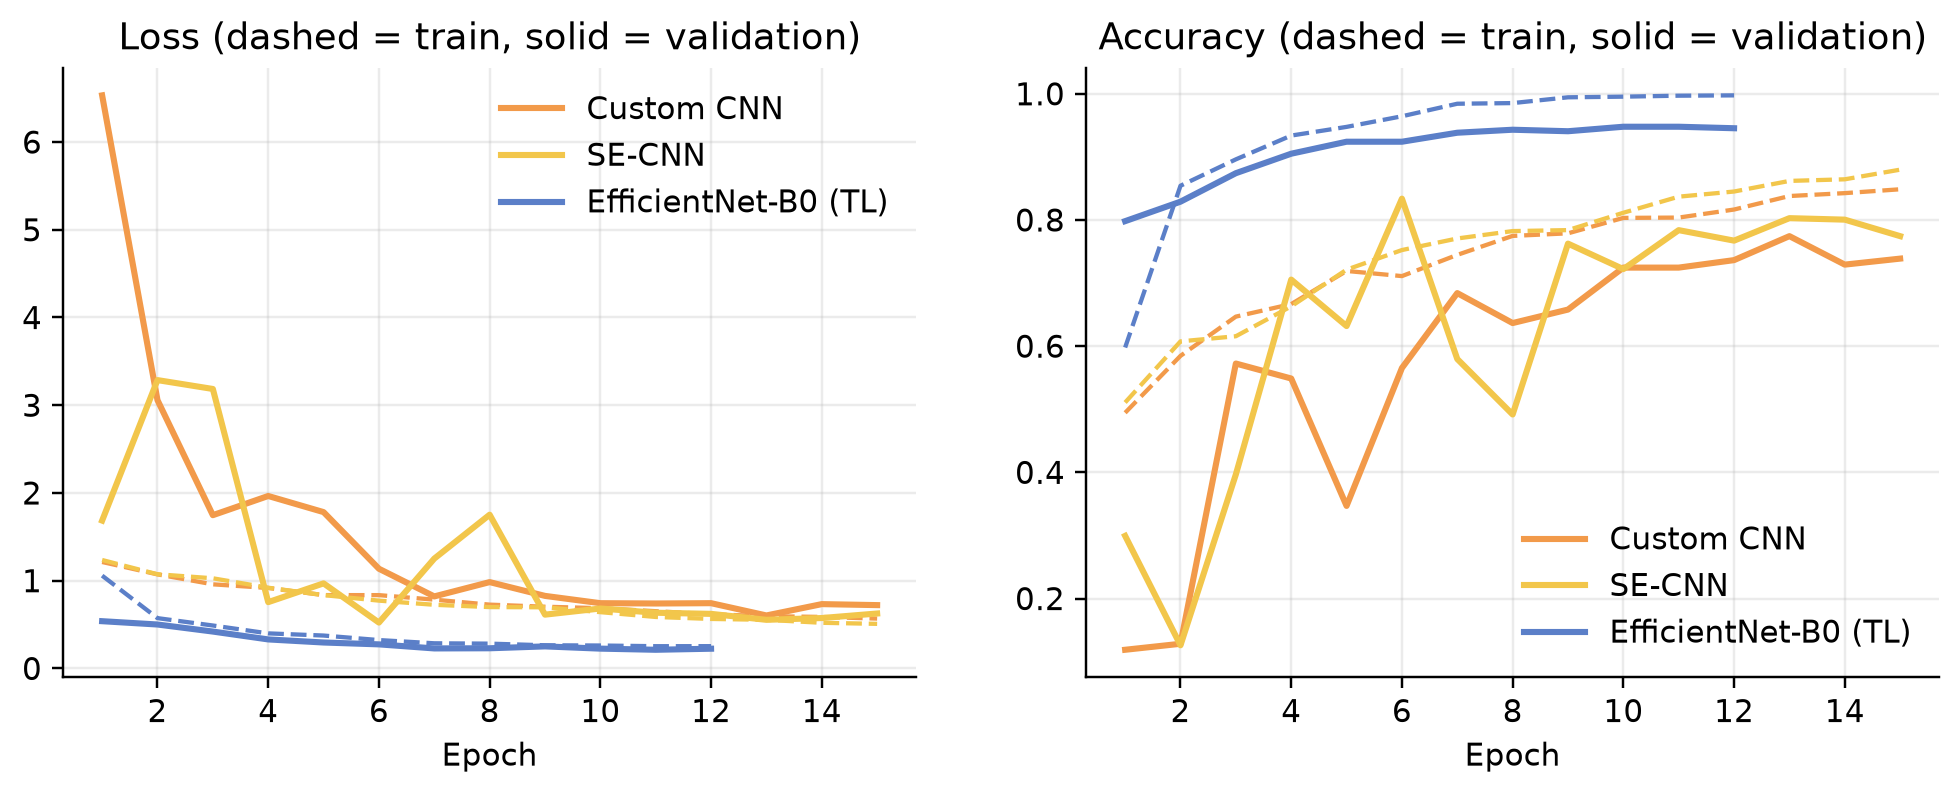 Loss (dashed = train, solid = validation)
Custom CNN
SE-CNN
EfficientNet-B0 (TL)
6
5
4
3
2
1
0
2 4 6 8 10 12 14
Epoch
Accuracy (dashed = train, solid = validation)
1.0
0.8
0.6
0.4
0.2
Custom CNN
SE-CNN
EfficientNet-B0 (TL)
2 4 6 8 10 12 14
Epoch